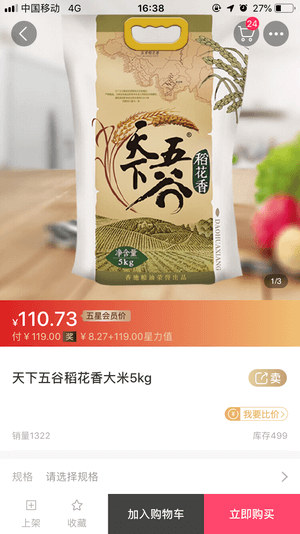 中国移动 4G 16:38 27%
24
天下五谷
®
稻花香
DAOHUAXIANG
净含量
5kg
1/3
¥110.73 五星会员价
付 ¥ 119.00 奖 ¥ 8.27+119.00星力值
天下五谷稻花香大米5kg
卖
我要比价>
销量1322 库存499
规格 请选择规格
上架
收藏
加入购物车
立即购买